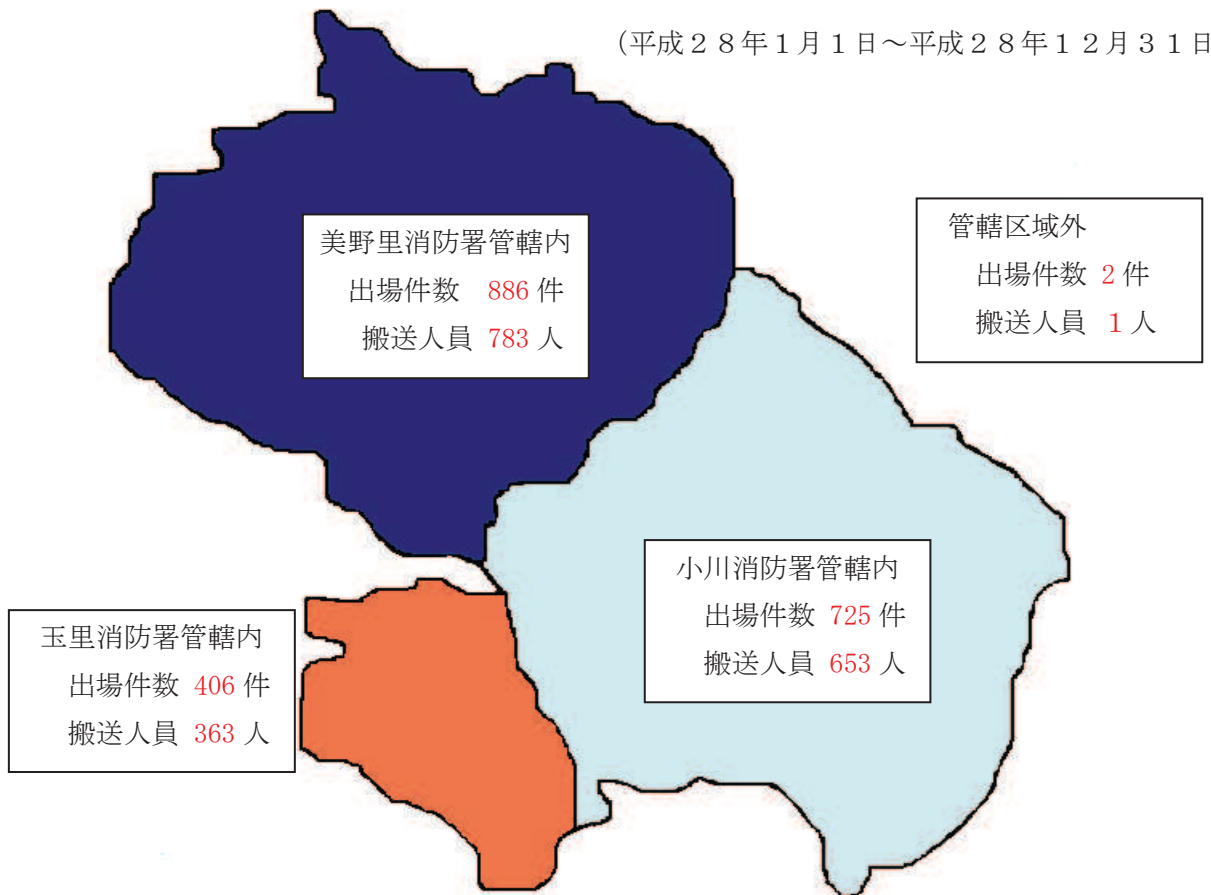 (平成２８年１月１日～平成２８年１２月３１日
美野里消防署管轄内
出場件数 886 件
搬送人員 783 人
管轄区域外
出場件数 2 件
搬送人員 1 人
小川消防署管轄内
出場件数 725 件
搬送人員 653 人
玉里消防署管轄内
出場件数 406 件
搬送人員 363 人